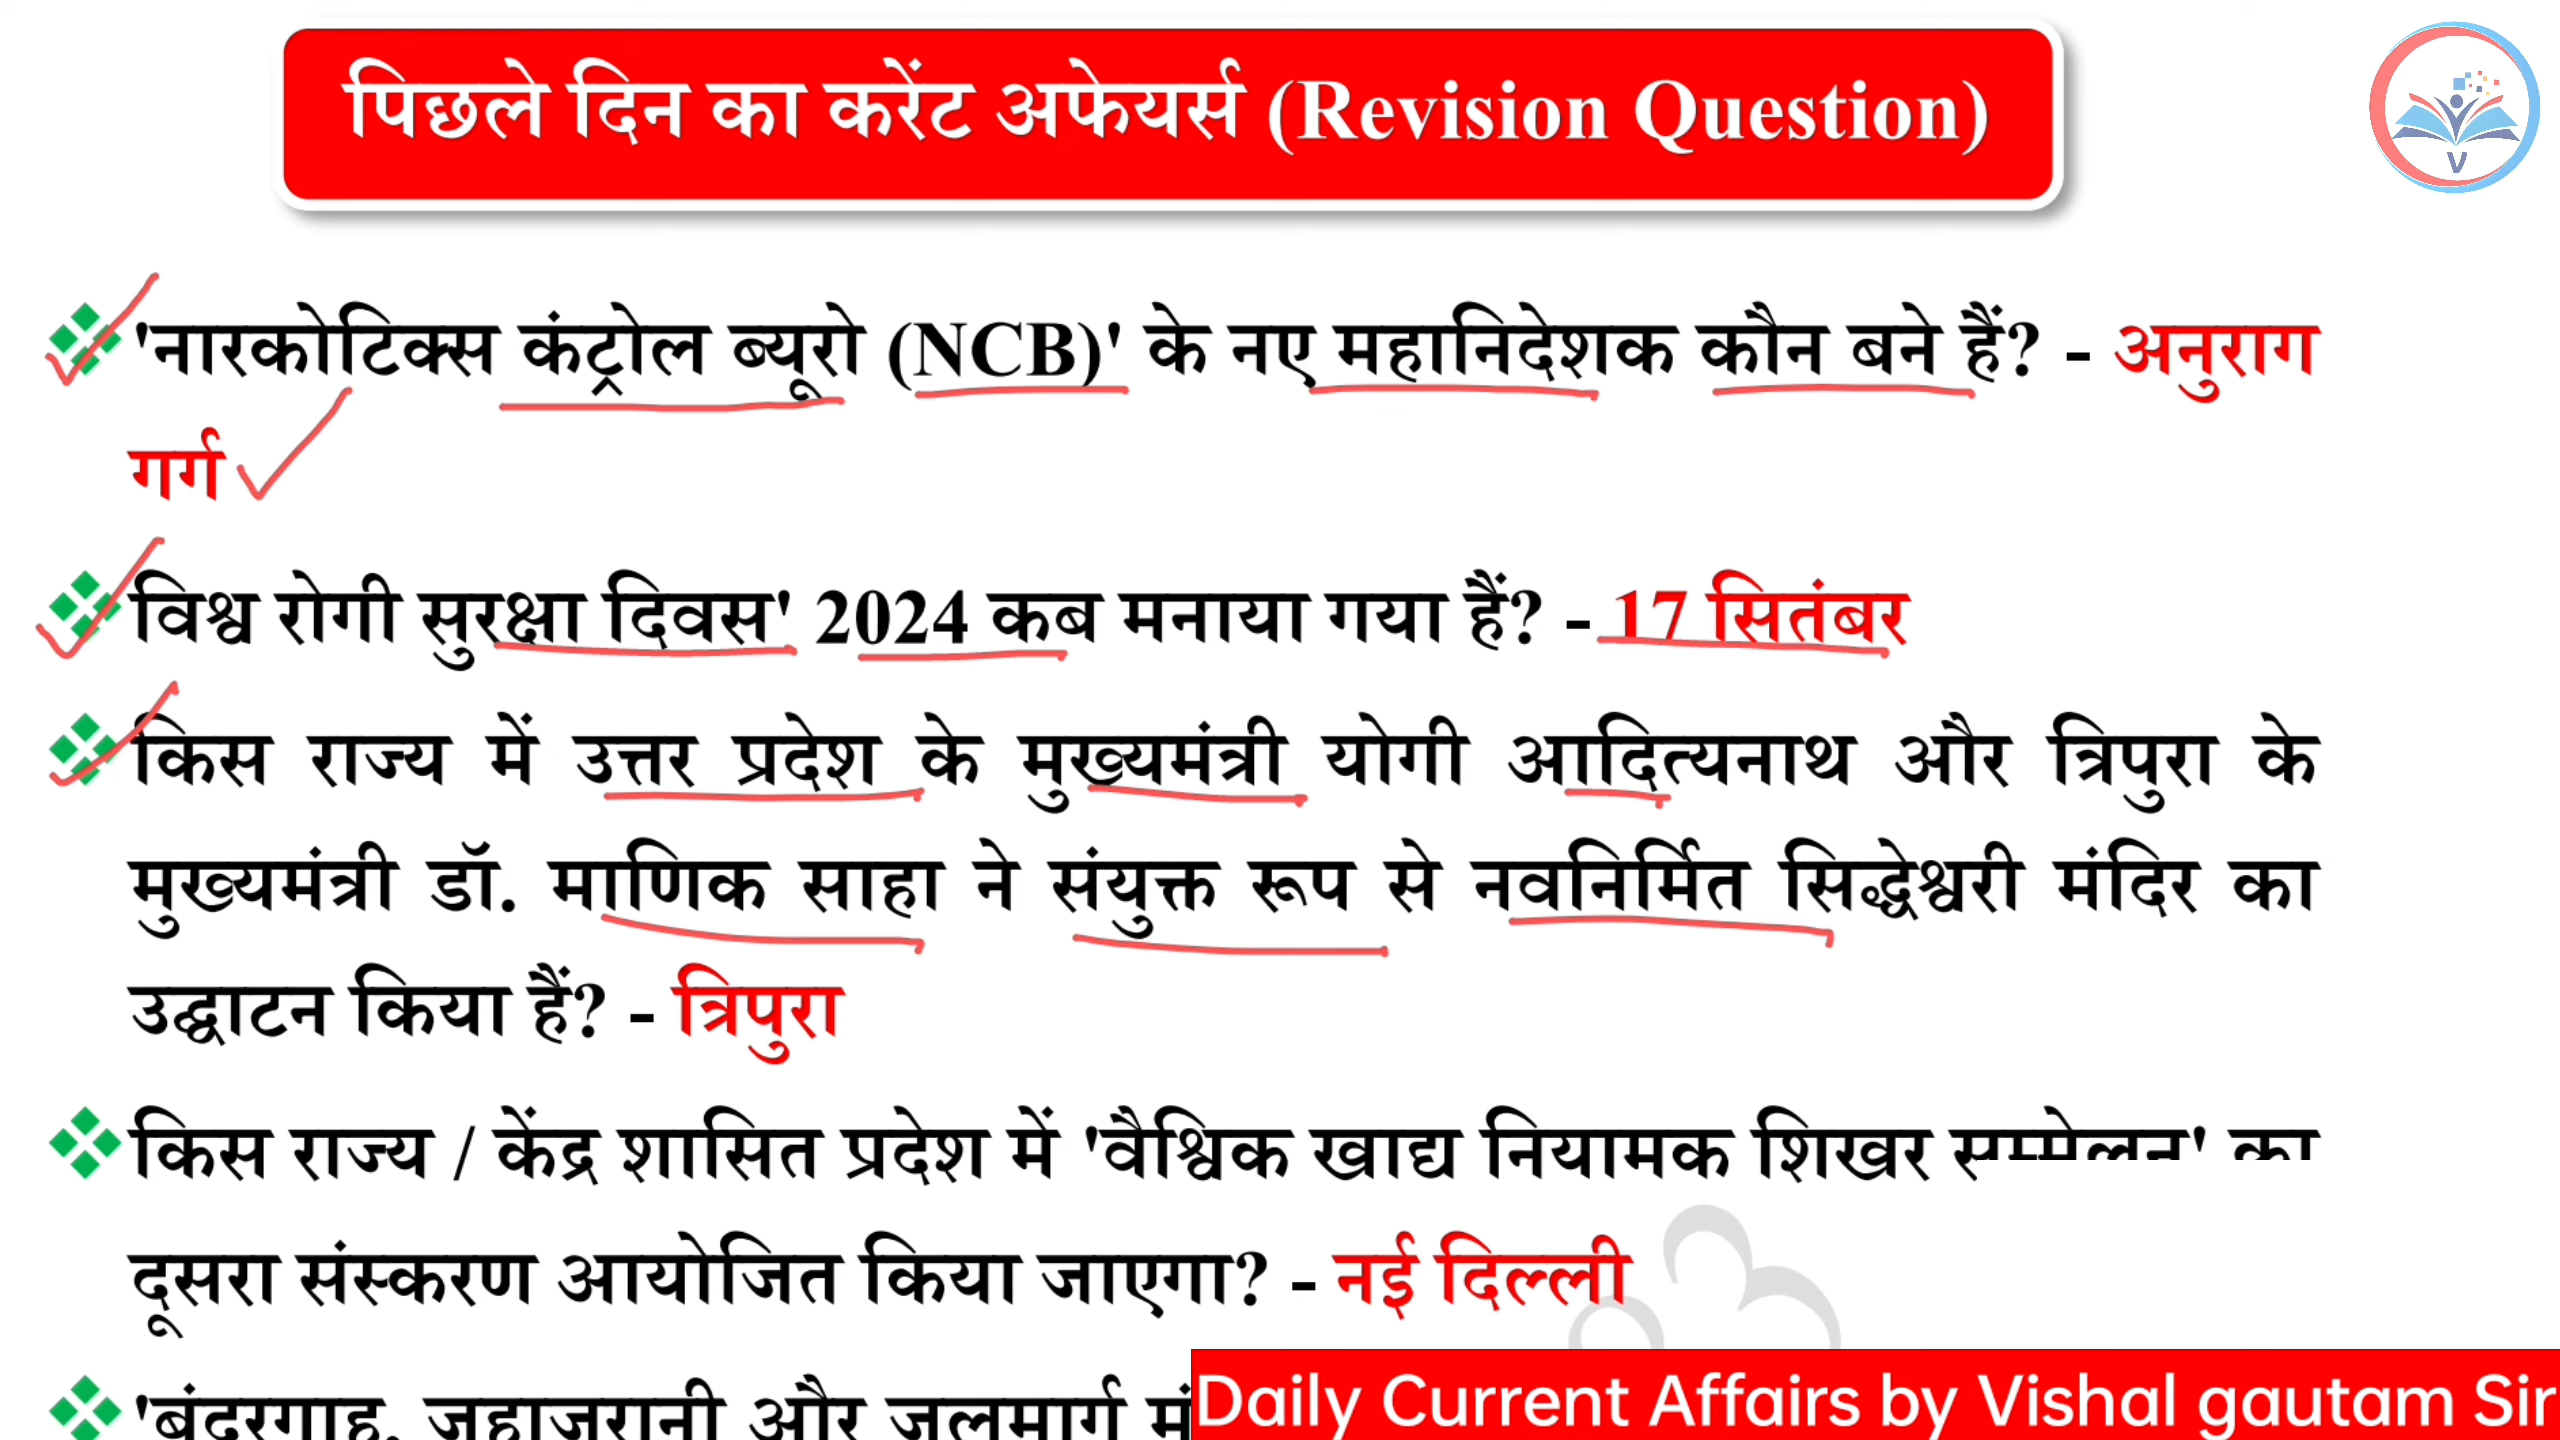 पिछले दिन का करेंट अफेयर्स (Revision Question)
V
'नारकोटिक्स कंट्रोल ब्यूरो (NCB)' के नए महानिदेशक कौन बने हैं? - अनुराग
गर्ग
विश्व रोगी सुरक्षा दिवस' 2024 कब मनाया गया हैं? - 17 सितंबर
किस राज्य में उत्तर प्रदेश के मुख्यमंत्री योगी आदित्यनाथ और त्रिपुरा के
मुख्यमंत्री डॉ. माणिक साहा ने संयुक्त रूप से नवनिर्मित सिद्धेश्वरी मंदिर का
उद्घाटन किया हैं? - त्रिपुरा
किस राज्य / केंद्र शासित प्रदेश में 'वैश्विक खाद्य नियामक शिखर सम्मेलन' का
दूसरा संस्करण आयोजित किया जाएगा? - नई दिल्ली
'बंदरगाह, जहाजरानी और जलमार्ग
Daily Current Affairs by Vishal gautam Sir